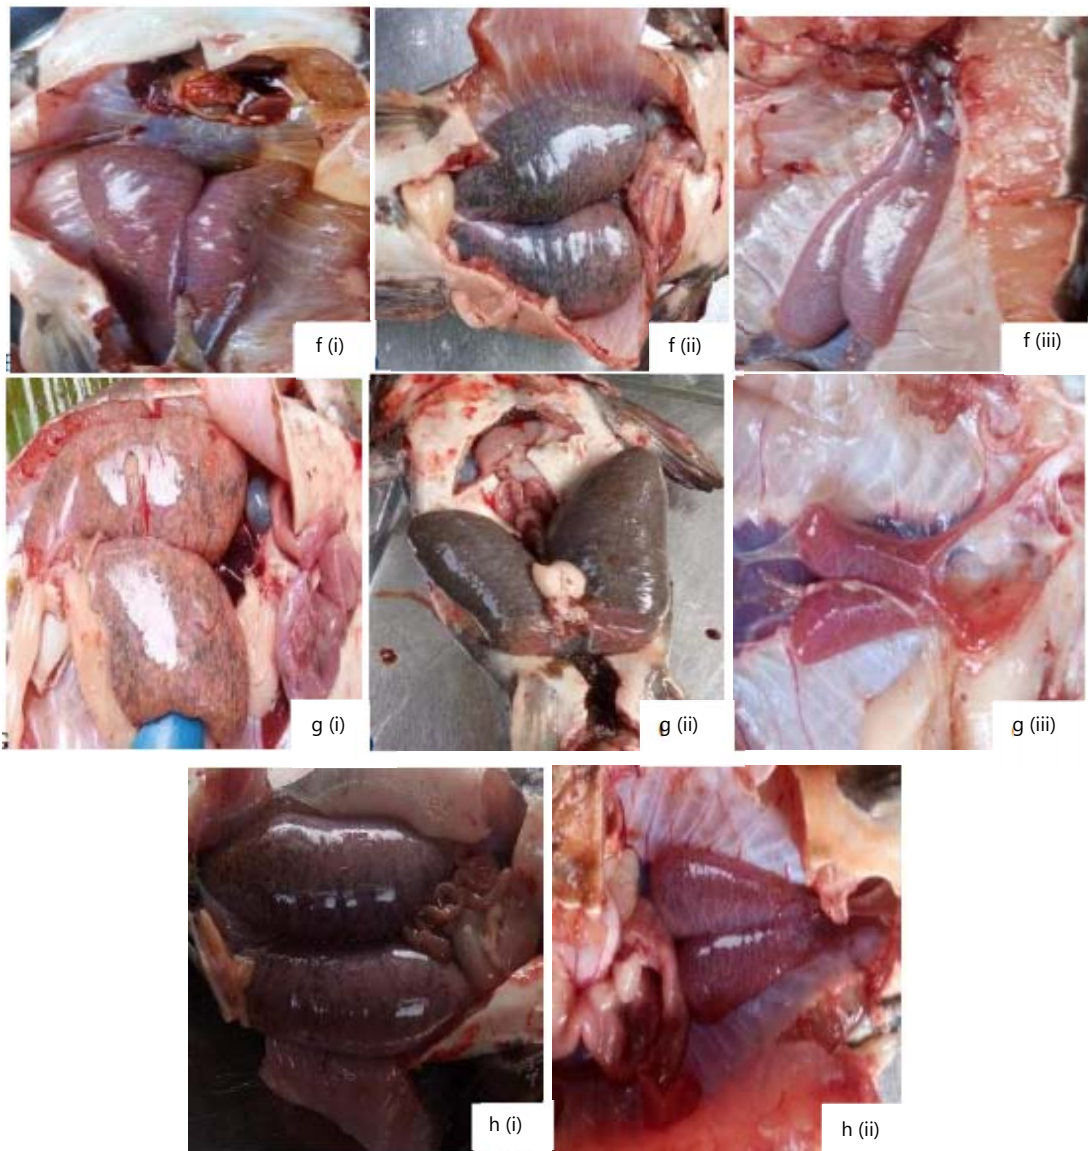 f (i)
f (ii)
f (iii)
g (i)
g (ii)
g (iii)
h (i)
h (ii)